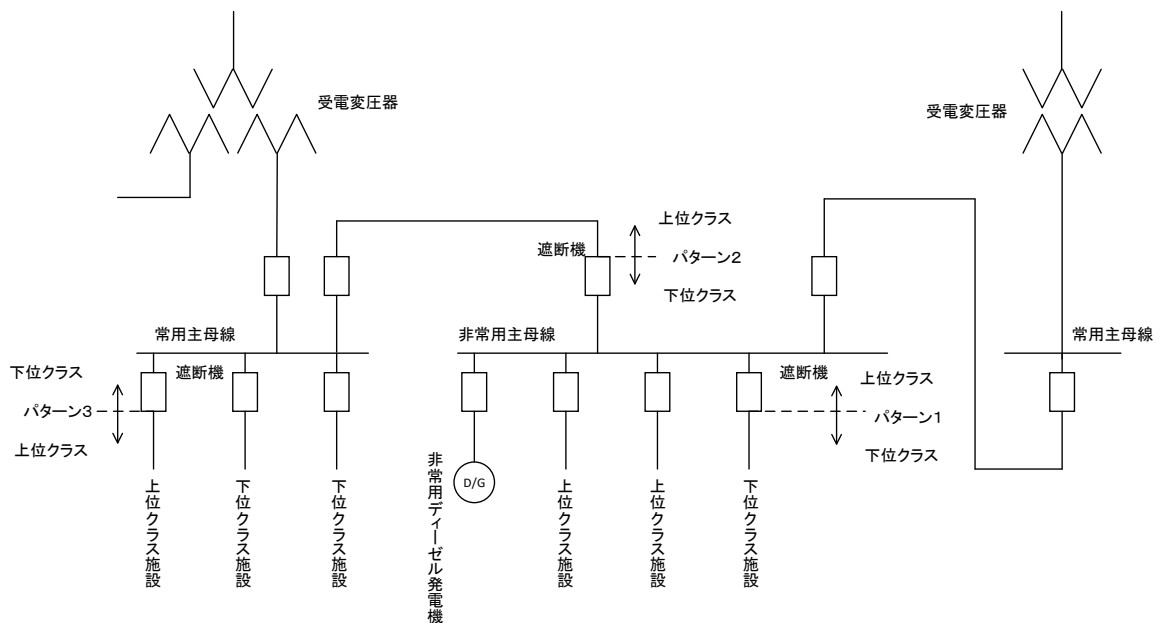 受電変圧器
受電変圧器
上位クラス
遮断機
パターン2
下位クラス
常用主母線
非常用主母線
常用主母線
下位クラス
遮断機
遮断機
上位クラス
パターン3
パターン1
上位クラス
下位クラス
上位クラス施設
下位クラス施設
下位クラス施設
非常用ディーゼル発電機
D/G
上位クラス施設
上位クラス施設
下位クラス施設